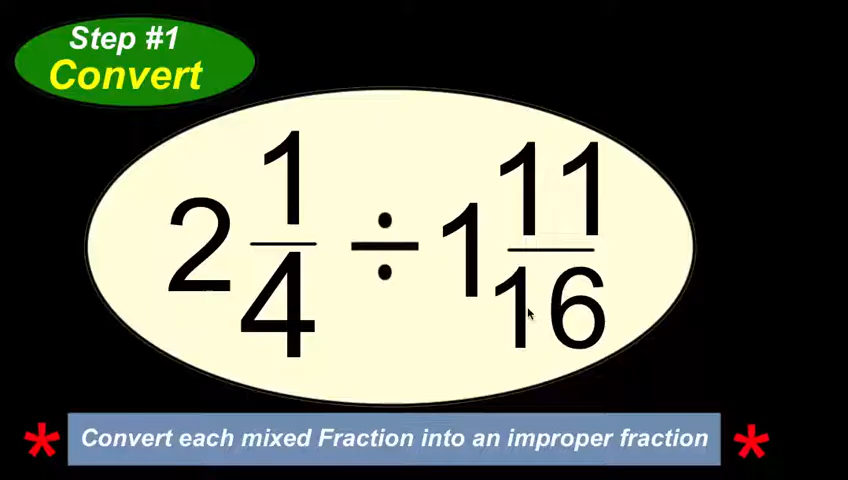 Step #1
Convert
2 1/4 ÷ 1 11/16
* Convert each mixed Fraction into an improper fraction *